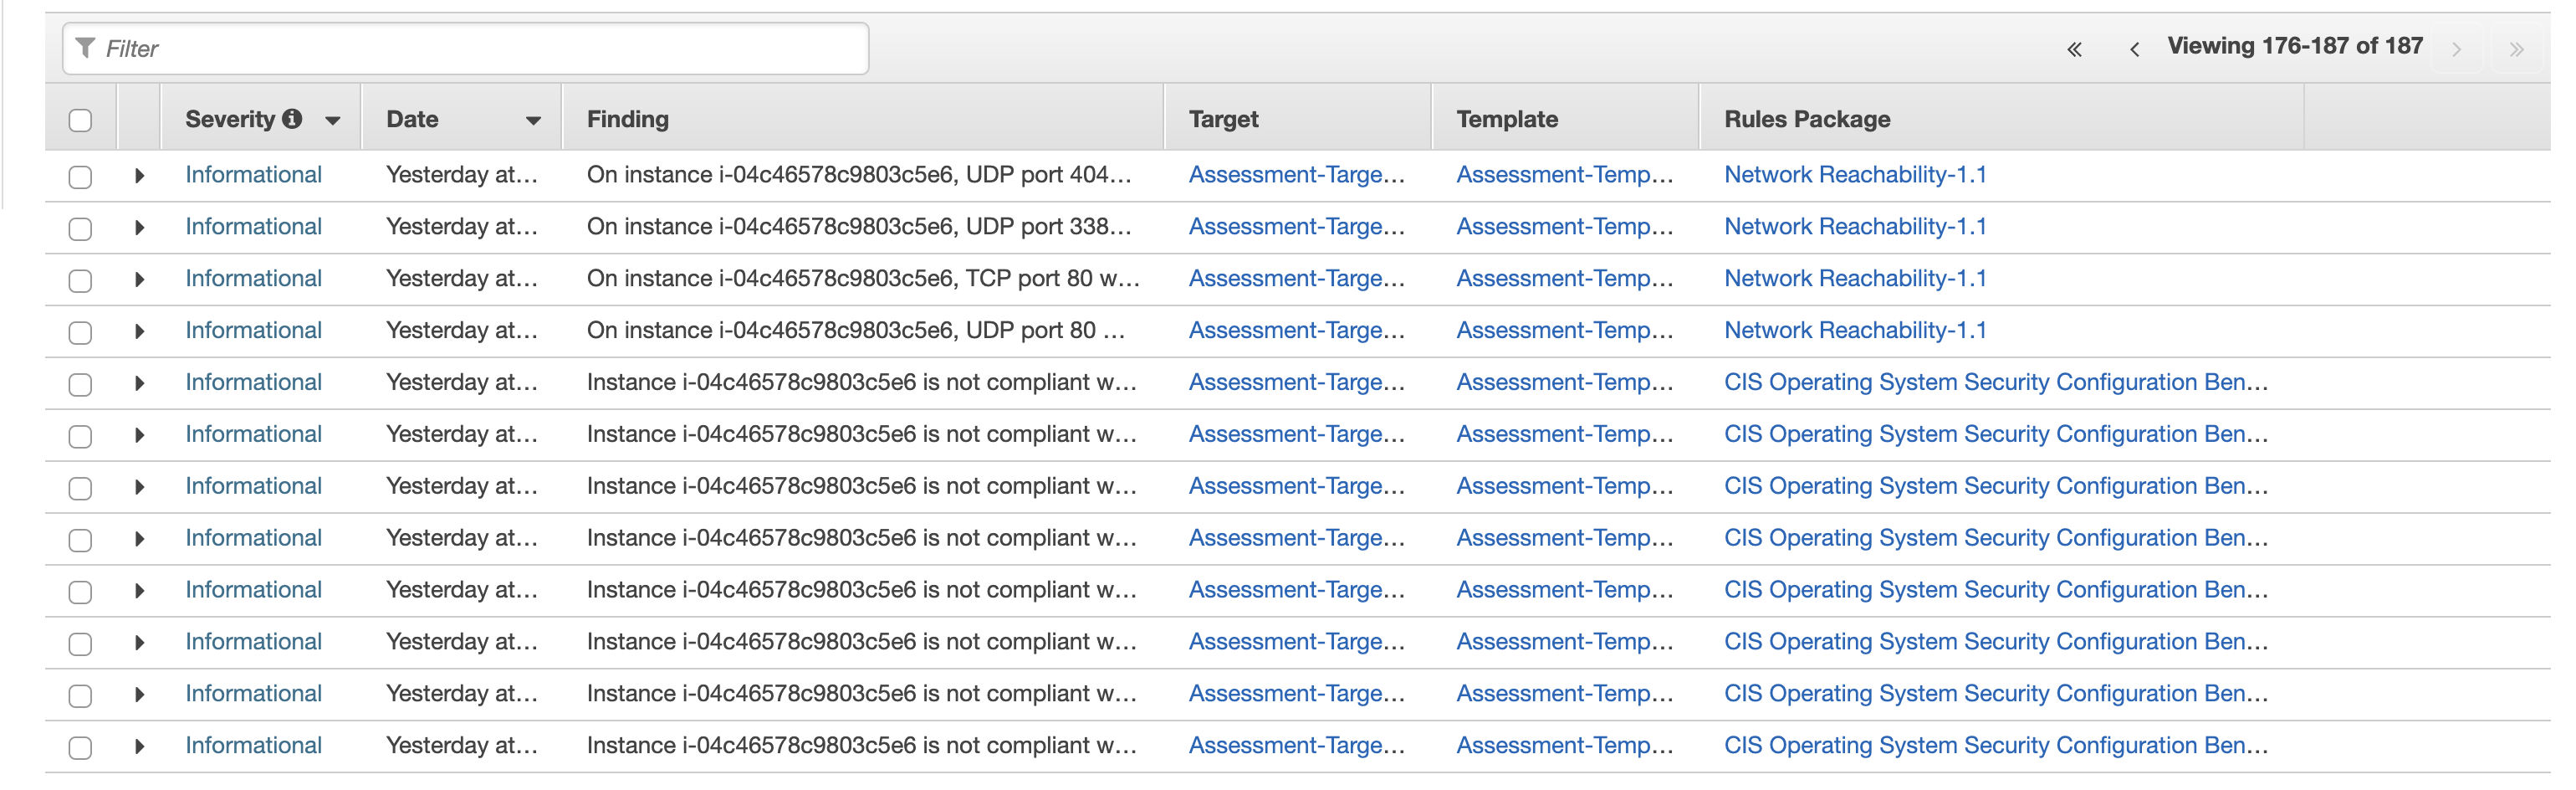 Filter
Viewing 176-187 of 187
Severity Date Finding Target Template Rules Package
Informational Yesterday at... On instance i-04c46578c9803c5e6, UDP port 404... Assessment-Targe... Assessment-Temp... Network Reachability-1.1
Informational Yesterday at... On instance i-04c46578c9803c5e6, UDP port 338... Assessment-Targe... Assessment-Temp... Network Reachability-1.1
Informational Yesterday at... On instance i-04c46578c9803c5e6, TCP port 80 w... Assessment-Targe... Assessment-Temp... Network Reachability-1.1
Informational Yesterday at... On instance i-04c46578c9803c5e6, UDP port 80 ... Assessment-Targe... Assessment-Temp... Network Reachability-1.1
Informational Yesterday at... Instance i-04c46578c9803c5e6 is not compliant w... Assessment-Targe... Assessment-Temp... CIS Operating System Security Configuration Ben...
Informational Yesterday at... Instance i-04c46578c9803c5e6 is not compliant w... Assessment-Targe... Assessment-Temp... CIS Operating System Security Configuration Ben...
Informational Yesterday at... Instance i-04c46578c9803c5e6 is not compliant w... Assessment-Targe... Assessment-Temp... CIS Operating System Security Configuration Ben...
Informational Yesterday at... Instance i-04c46578c9803c5e6 is not compliant w... Assessment-Targe... Assessment-Temp... CIS Operating System Security Configuration Ben...
Informational Yesterday at... Instance i-04c46578c9803c5e6 is not compliant w... Assessment-Targe... Assessment-Temp... CIS Operating System Security Configuration Ben...
Informational Yesterday at... Instance i-04c46578c9803c5e6 is not compliant w... Assessment-Targe... Assessment-Temp... CIS Operating System Security Configuration Ben...
Informational Yesterday at... Instance i-04c46578c9803c5e6 is not compliant w... Assessment-Targe... Assessment-Temp... CIS Operating System Security Configuration Ben...
Informational Yesterday at... Instance i-04c46578c9803c5e6 is not compliant w... Assessment-Targe... Assessment-Temp... CIS Operating System Security Configuration Ben...